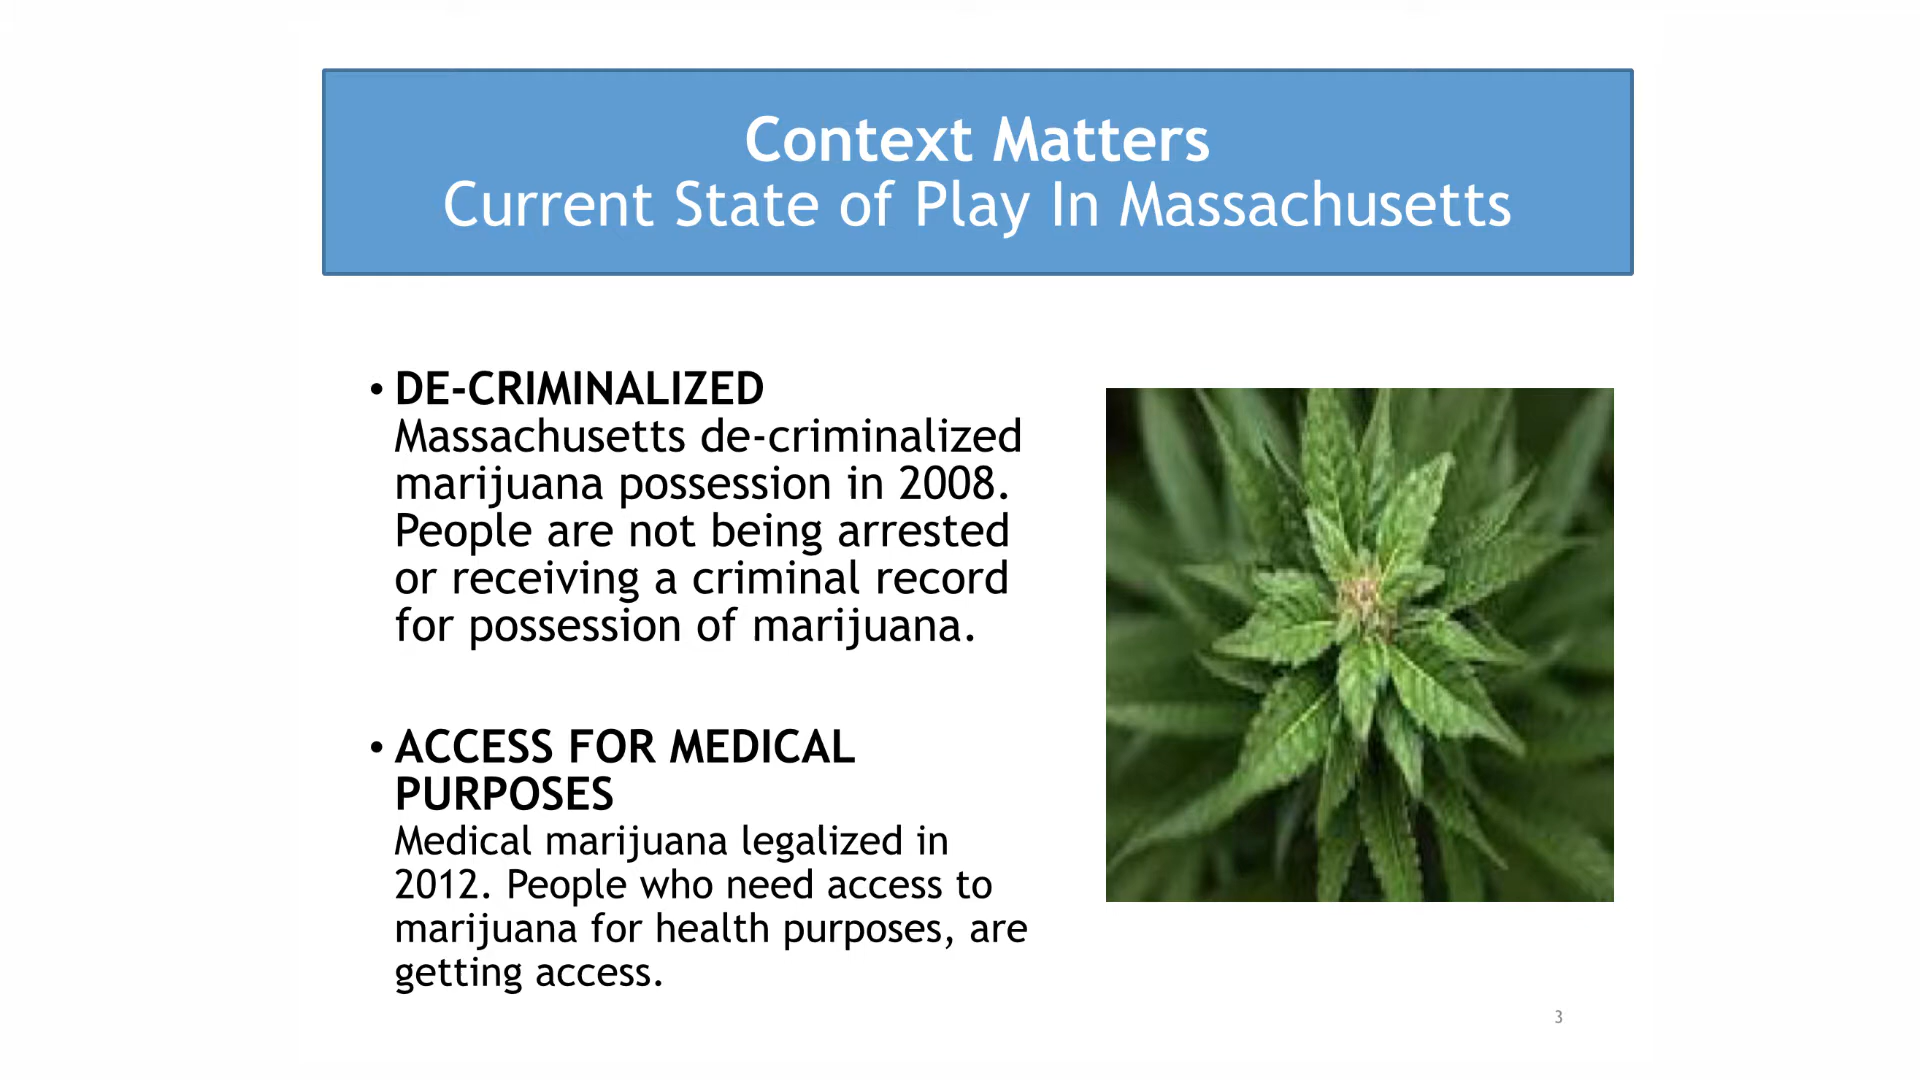 Context Matters
Current State of Play In Massachusetts
• DE-CRIMINALIZED
Massachusetts de-criminalized
marijuana possession in 2008.
People are not being arrested
or receiving a criminal record
for possession of marijuana.
• ACCESS FOR MEDICAL
PURPOSES
Medical marijuana legalized in
2012. People who need access to
marijuana for health purposes, are
getting access.
3